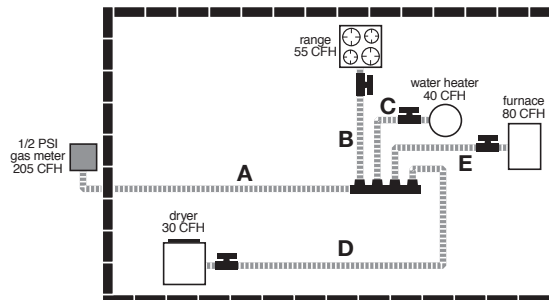 range
55 CFH
water heater
40 CFH
furnace
80 CFH
C
B
E
1/2 PSI
gas meter
205 CFH
A
dryer
30 CFH
D